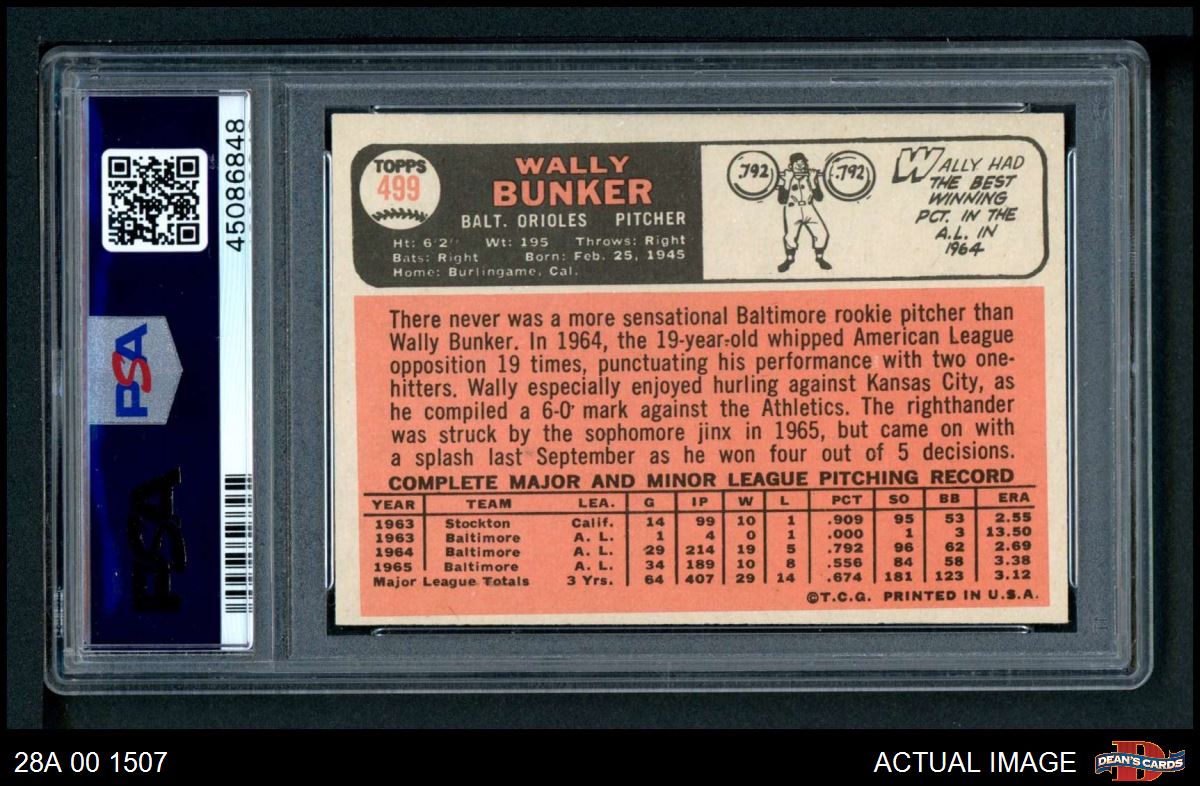 45086848
PSA
PSA
TOPPS
499
WALLY
BUNKER
BALT. ORIOLES PITCHER
Ht: 6'2" Wt: 195 Throws: Right
Bats: Right Born: Feb. 25, 1945
Home: Burlingame, Cal.
.792 .792
WALLY HAD
THE BEST
WINNING
PCT. IN THE
A.L. IN
1964
There never was a more sensational Baltimore rookie pitcher than
Wally Bunker. In 1964, the 19-year-old whipped American League
opposition 19 times, punctuating his performance with two one-
hitters. Wally especially enjoyed hurling against Kansas City, as
he compiled a 6-0 mark against the Athletics. The righthander
was struck by the sophomore jinx in 1965, but came on with
a splash last September as he won four out of 5 decisions.
COMPLETE MAJOR AND MINOR LEAGUE PITCHING RECORD
YEAR TEAM LEA. G IP W L PCT SO BB ERA
1963 Stockton Calif. 14 99 10 1 .909 95 53 2.55
1963 Baltimore A. L. 1 4 0 1 .000 1 3 13.50
1964 Baltimore A. L. 29 214 19 5 .792 96 62 2.69
1965 Baltimore A. L. 34 189 10 8 .556 84 58 3.38
Major League Totals 3 Yrs. 64 407 29 14 .674 181 123 3.12
©T.C.G. PRINTED IN U.S.A.
28A 00 1507
ACTUAL IMAGE
D
DEAN'S CARDS